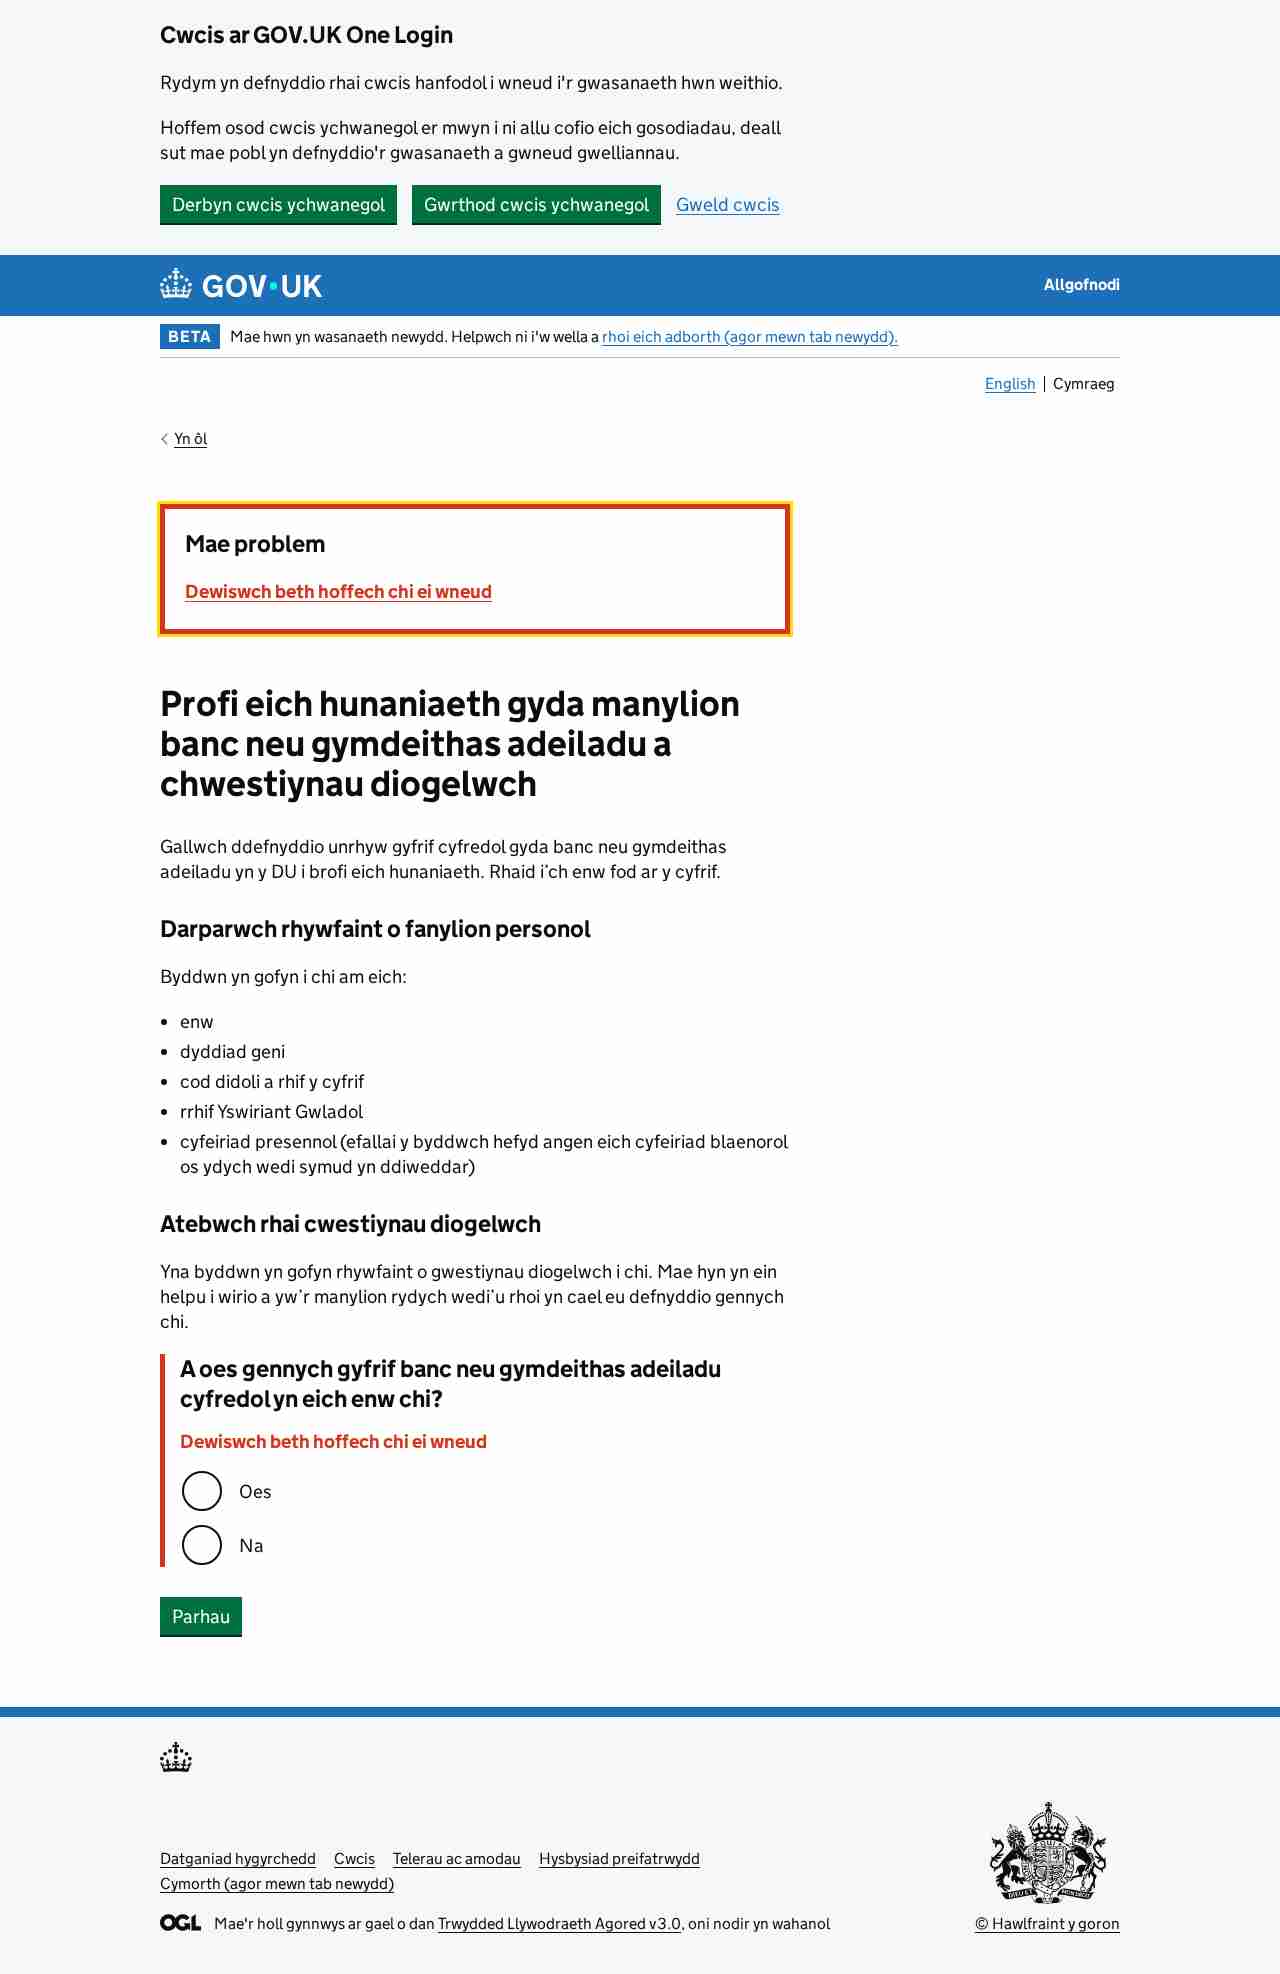 Cwcis ar GOV.UK One Login
Rydym yn defnyddio rhai cwcis hanfodol i wneud i'r gwasanaeth hwn weithio.
Hoffem osod cwcis ychwanegol er mwyn i ni allu cofio eich gosodiadau, deall
sut mae pobl yn defnyddio'r gwasanaeth a gwneud gwelliannau.
Derbyn cwcis ychwanegol Gwrthod cwcis ychwanegol Gweld cwcis
GOV.UK Allgofnodi
BETA Mae hwn yn wasanaeth newydd. Helpwch ni i'w wella a rhoi eich adborth (agor mewn tab newydd).
English Cymraeg
Yn ôl
Mae problem
Dewiswch beth hoffech chi ei wneud
Profi eich hunaniaeth gyda manylion
banc neu gymdeithas adeiladu a
chwestiynau diogelwch
Gallwch ddefnyddio unrhyw gyfrif cyfredol gyda banc neu gymdeithas
adeiladu yn y DU i brofi eich hunaniaeth. Rhaid i’ch enw fod ar y cyfrif.
Darparwch rhywfaint o fanylion personol
Byddwn yn gofyn i chi am eich:
• enw
• dyddiad geni
• cod didoli a rhif y cyfrif
• rrhif Yswiriant Gwladol
• cyfeiriad presennol (efallai y byddwch hefyd angen eich cyfeiriad blaenorol
os ydych wedi symud yn ddiweddar)
Atebwch rhai cwestiynau diogelwch
Yna byddwn yn gofyn rhywfaint o gwestiynau diogelwch i chi. Mae hyn yn ein
helpu i wirio a yw’r manylion rydych wedi’u rhoi yn cael eu defnyddio gennych
chi.
A oes gennych gyfrif banc neu gymdeithas adeiladu
cyfredol yn eich enw chi?
Dewiswch beth hoffech chi ei wneud
Oes
Na
Parhau
Datganiad hygyrchedd Cwcis Telerau ac amodau Hysbysiad preifatrwydd
Cymorth (agor mewn tab newydd)
OGL Mae'r holl gynnwys ar gael o dan Trwydded Llywodraeth Agored v3.0, oni nodir yn wahanol
© Hawlfraint y goron